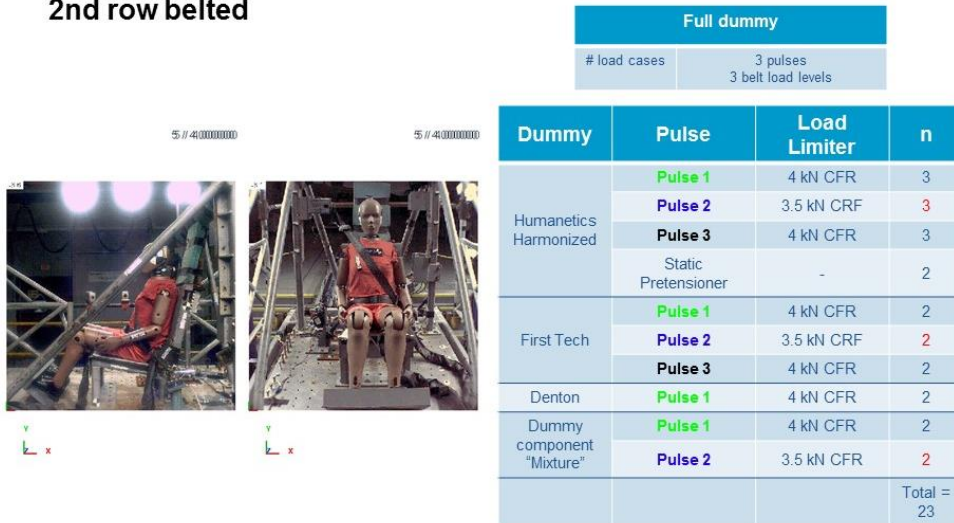 2nd row belted
Full dummy
# load cases
3 pulses
3 belt load levels
Dummy
Pulse
Load
Limiter
n
Humanetics
Harmonized
Pulse 1
4 kN CFR
3
Pulse 2
3.5 kN CRF
3
Pulse 3
4 kN CFR
3
Static
Pretensioner
-
2
First Tech
Pulse 1
4 kN CFR
2
Pulse 2
3.5 kN CRF
2
Pulse 3
4 kN CFR
2
Denton
Pulse 1
4 kN CFR
2
Dummy
component
“Mixture”
Pulse 1
4 kN CFR
2
Pulse 2
3.5 kN CFR
2
Total =
23
Y
X
Y
X